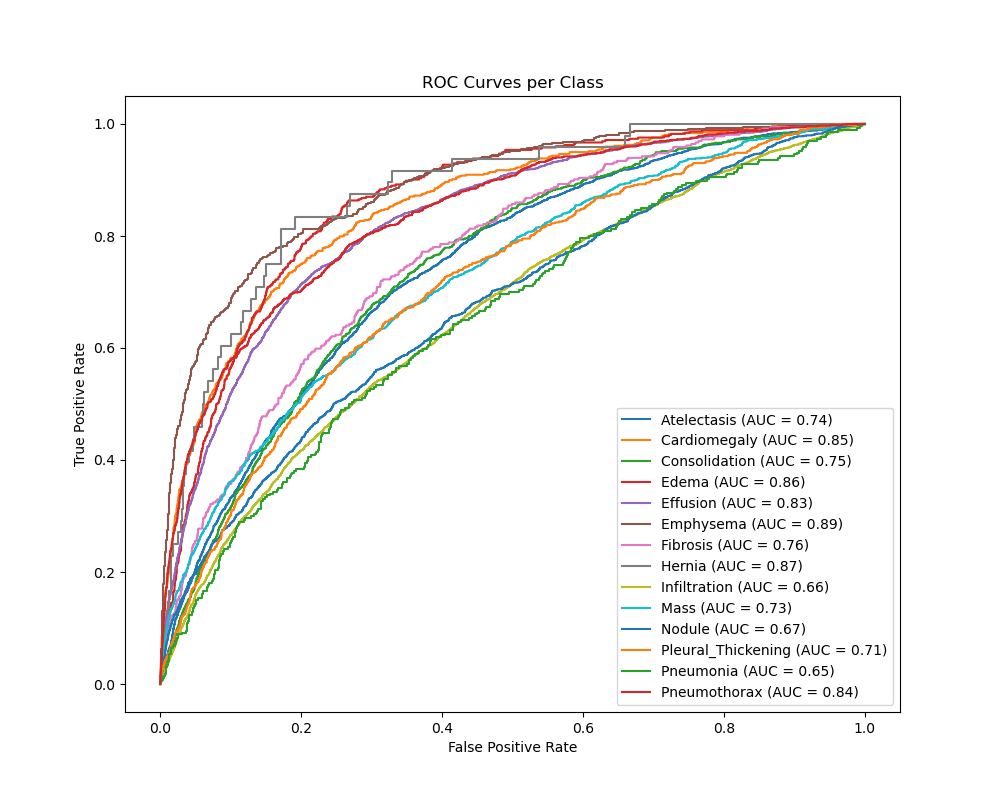 ROC Curves per Class
1.0
0.8
0.6
0.4
0.2
0.0
True Positive Rate
Atelectasis (AUC = 0.74)
Cardiomegaly (AUC = 0.85)
Consolidation (AUC = 0.75)
Edema (AUC = 0.86)
Effusion (AUC = 0.83)
Emphysema (AUC = 0.89)
Fibrosis (AUC = 0.76)
Hernia (AUC = 0.87)
Infiltration (AUC = 0.66)
Mass (AUC = 0.73)
Nodule (AUC = 0.67)
Pleural_Thickening (AUC = 0.71)
Pneumonia (AUC = 0.65)
Pneumothorax (AUC = 0.84)
0.0 0.2 0.4 0.6 0.8 1.0
False Positive Rate